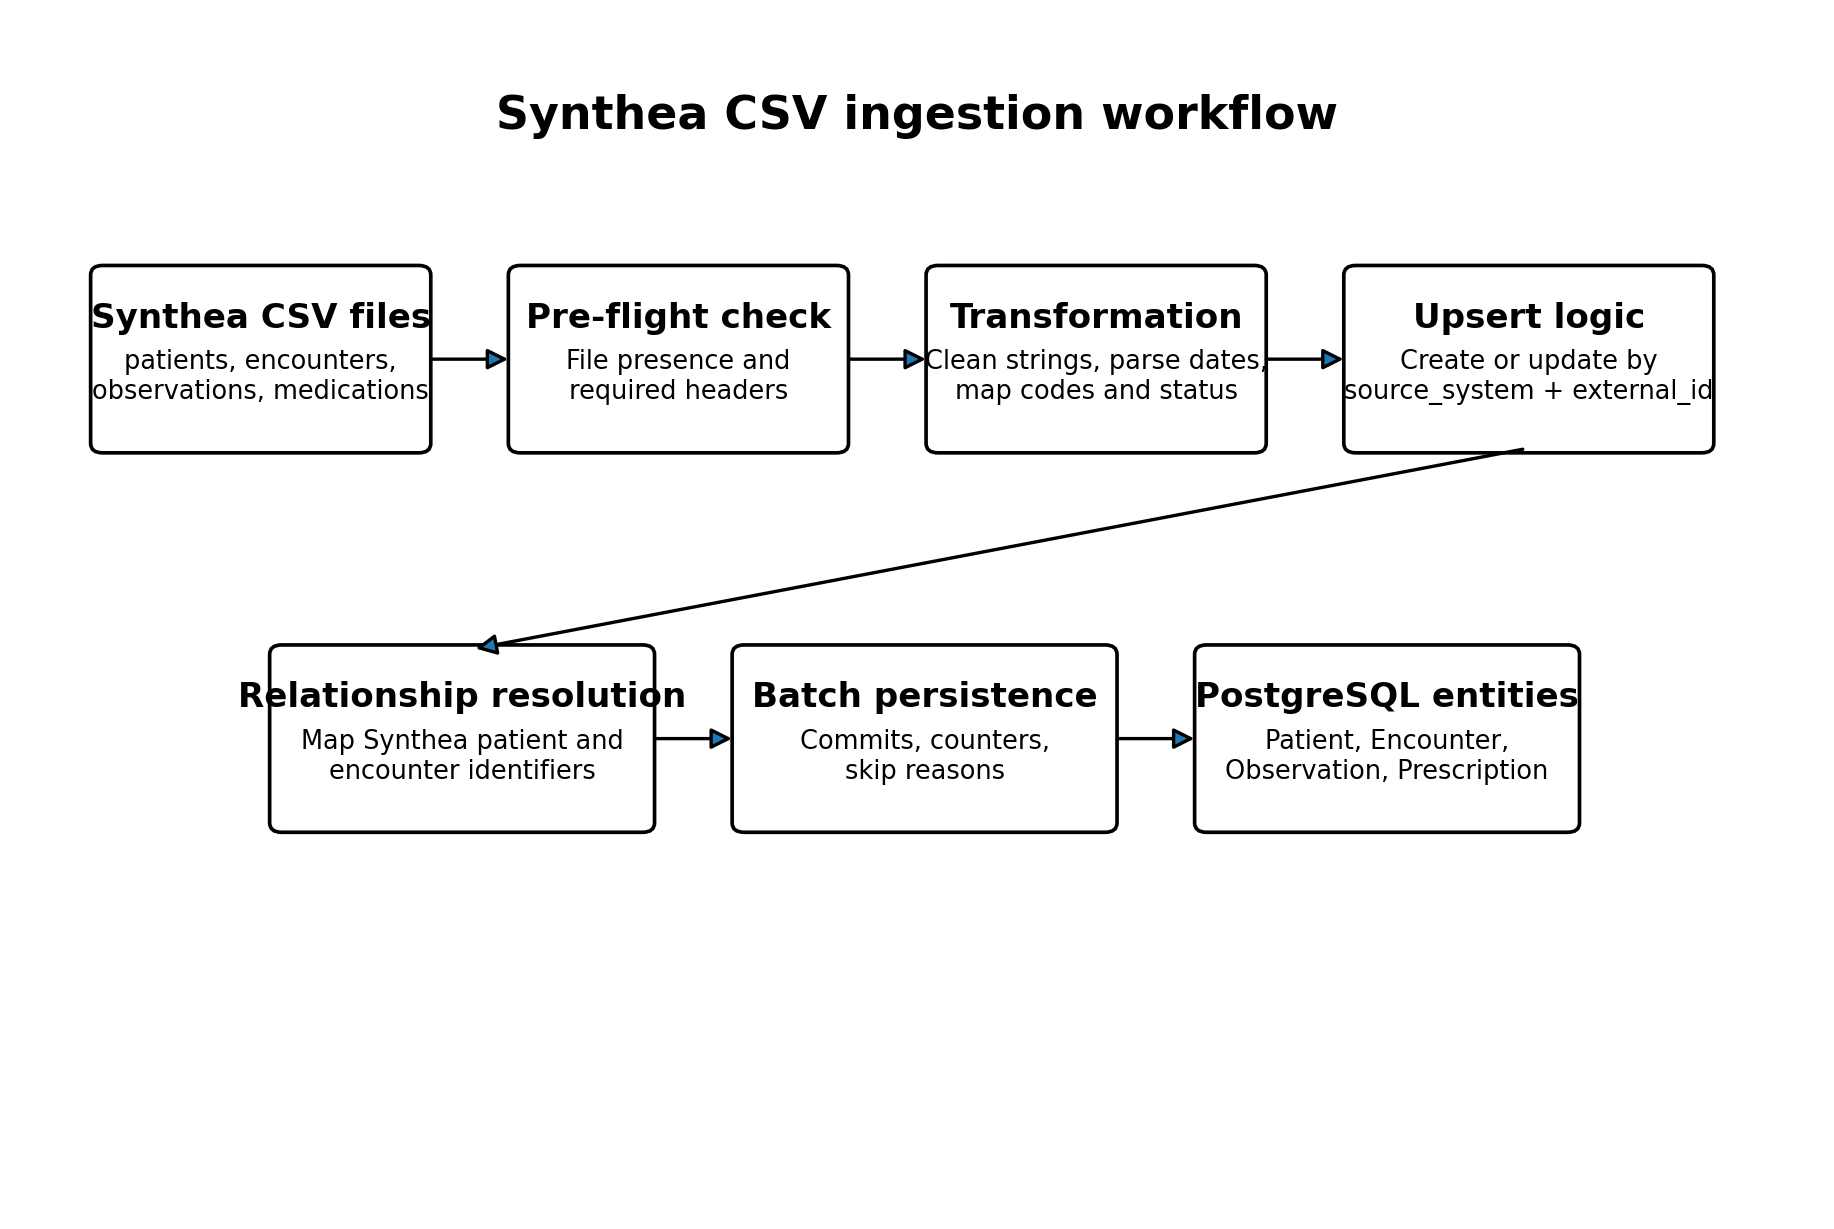 Synthea CSV ingestion workflow
Synthea CSV files
patients, encounters,
observations, medications
Pre-flight check
File presence and
required headers
Transformation
Clean strings, parse dates,
map codes and status
Upsert logic
Create or update by
source_system + external_id
Relationship resolution
Map Synthea patient and
encounter identifiers
Batch persistence
Commits, counters,
skip reasons
PostgreSQL entities
Patient, Encounter,
Observation, Prescription